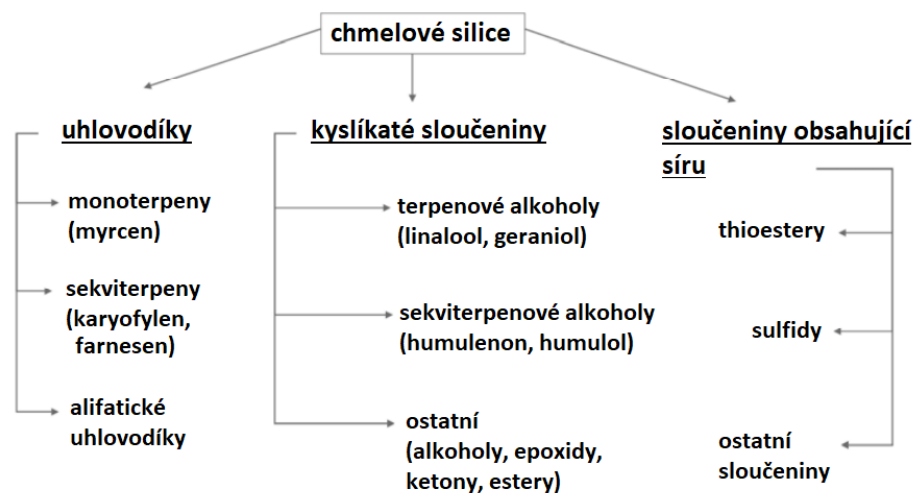 chmelové silice
uhlovodíky
monoterpeny
(myrcen)
sekviterpeny
(karyofylen,
farnesen)
alifatické
uhlovodíky
kyslíkaté sloučeniny
terpenové alkoholy
(linalool, geraniol)
sekviterpenové alkoholy
(humulenon, humulol)
ostatní
(alkoholy, epoxidy,
ketony, estery)
sloučeniny obsahující
síru
thioestery
sulfidy
ostatní
sloučeniny